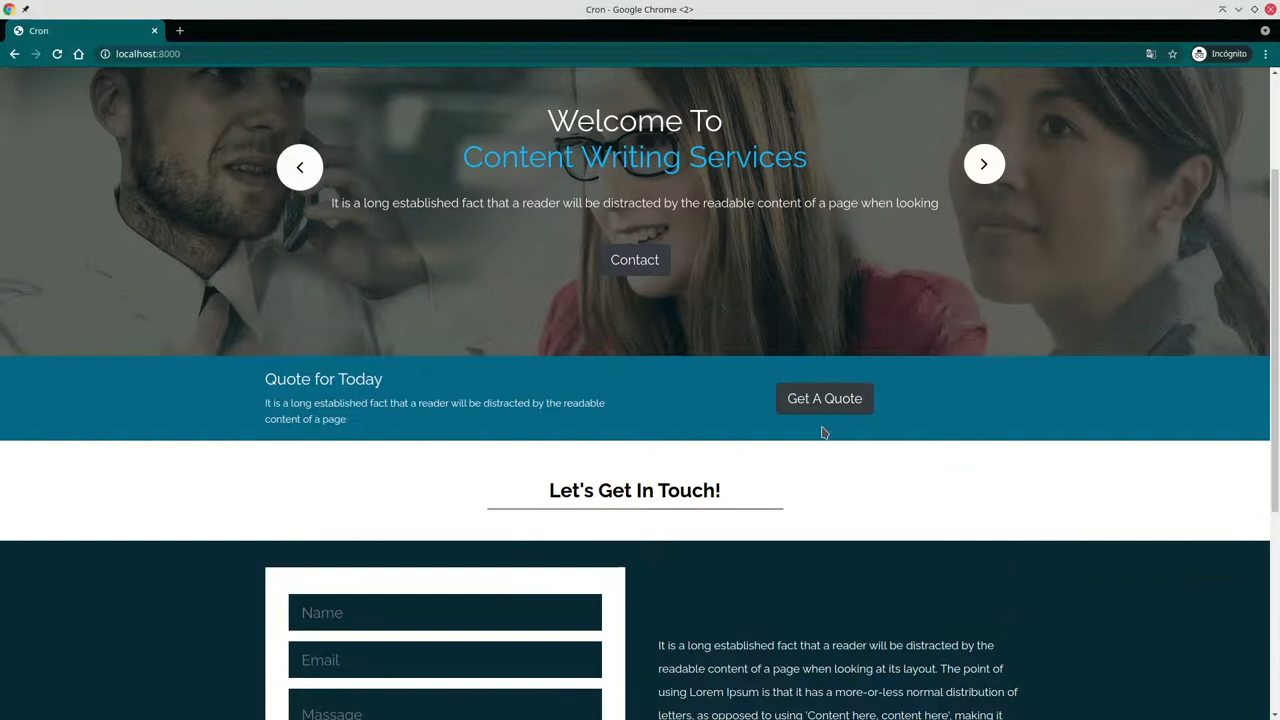 Cron - Google Chrome <2>
Cron
localhost:8000
Incógnito
Welcome To
Content Writing Services
It is a long established fact that a reader will be distracted by the readable content of a page when looking
Contact
Quote for Today
It is a long established fact that a reader will be distracted by the readable
content of a page
Get A Quote
Let's Get In Touch!
Name
Email
Massage
It is a long established fact that a reader will be distracted by the
readable content of a page when looking at its layout. The point of
using Lorem Ipsum is that it has a more-or-less normal distribution of
letters, as opposed to using 'Content here, content here', making it